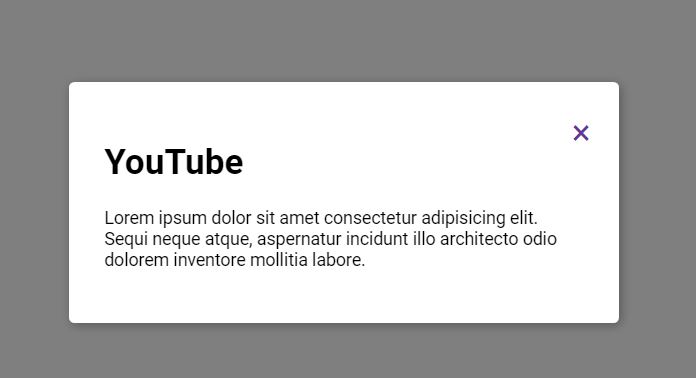 ×
YouTube
Lorem ipsum dolor sit amet consectetur adipisicing elit.
Sequi neque atque, aspernatur incidunt illo architecto odio
dolorem inventore mollitia labore.